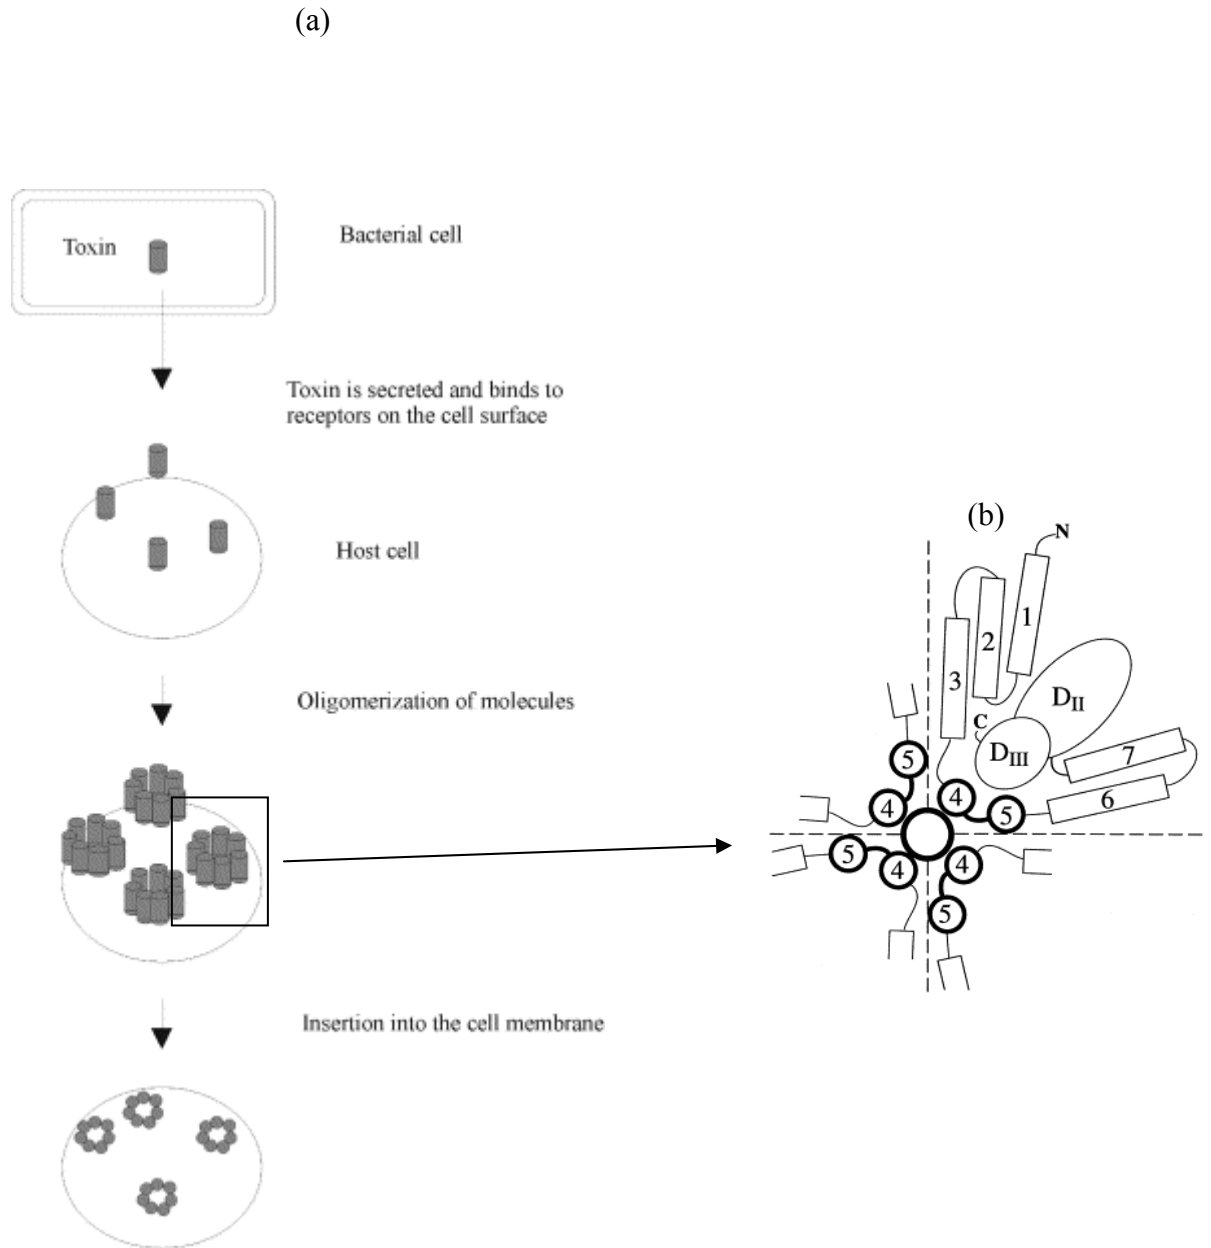 (a)
Toxin
Bacterial cell
Toxin is secreted and binds to
receptors on the cell surface
Host cell
Oligomerization of molecules
Insertion into the cell membrane
(b)
N
1
2
3
DII
C
DIII
7
6
5
4
4
5
5
4
4
5